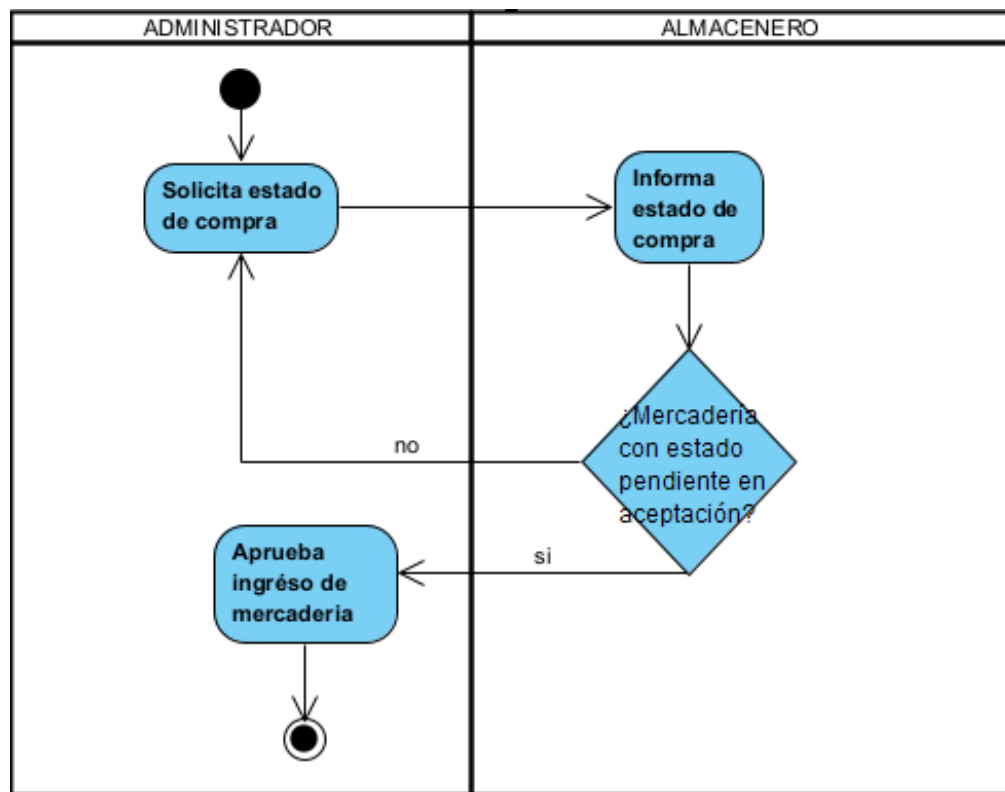 ADMINISTRADOR
ALMACENERO
Solicita estado
de compra
Informa
estado de
compra
¿Mercadería
con estado
pendiente en
aceptación?
no
si
Aprueba
ingréso de
mercaderia